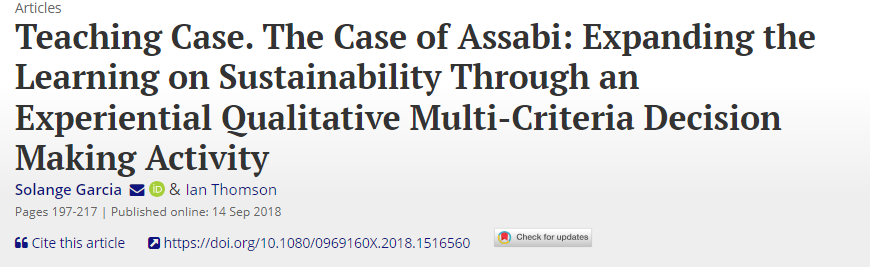 Articles
Teaching Case. The Case of Assabi: Expanding the
Learning on Sustainability Through an
Experiential Qualitative Multi-Criteria Decision
Making Activity
Solange Garcia & Ian Thomson
Pages 197-217 | Published online: 14 Sep 2018
Cite this article https://doi.org/10.1080/0969160X.2018.1516560 Check for updates